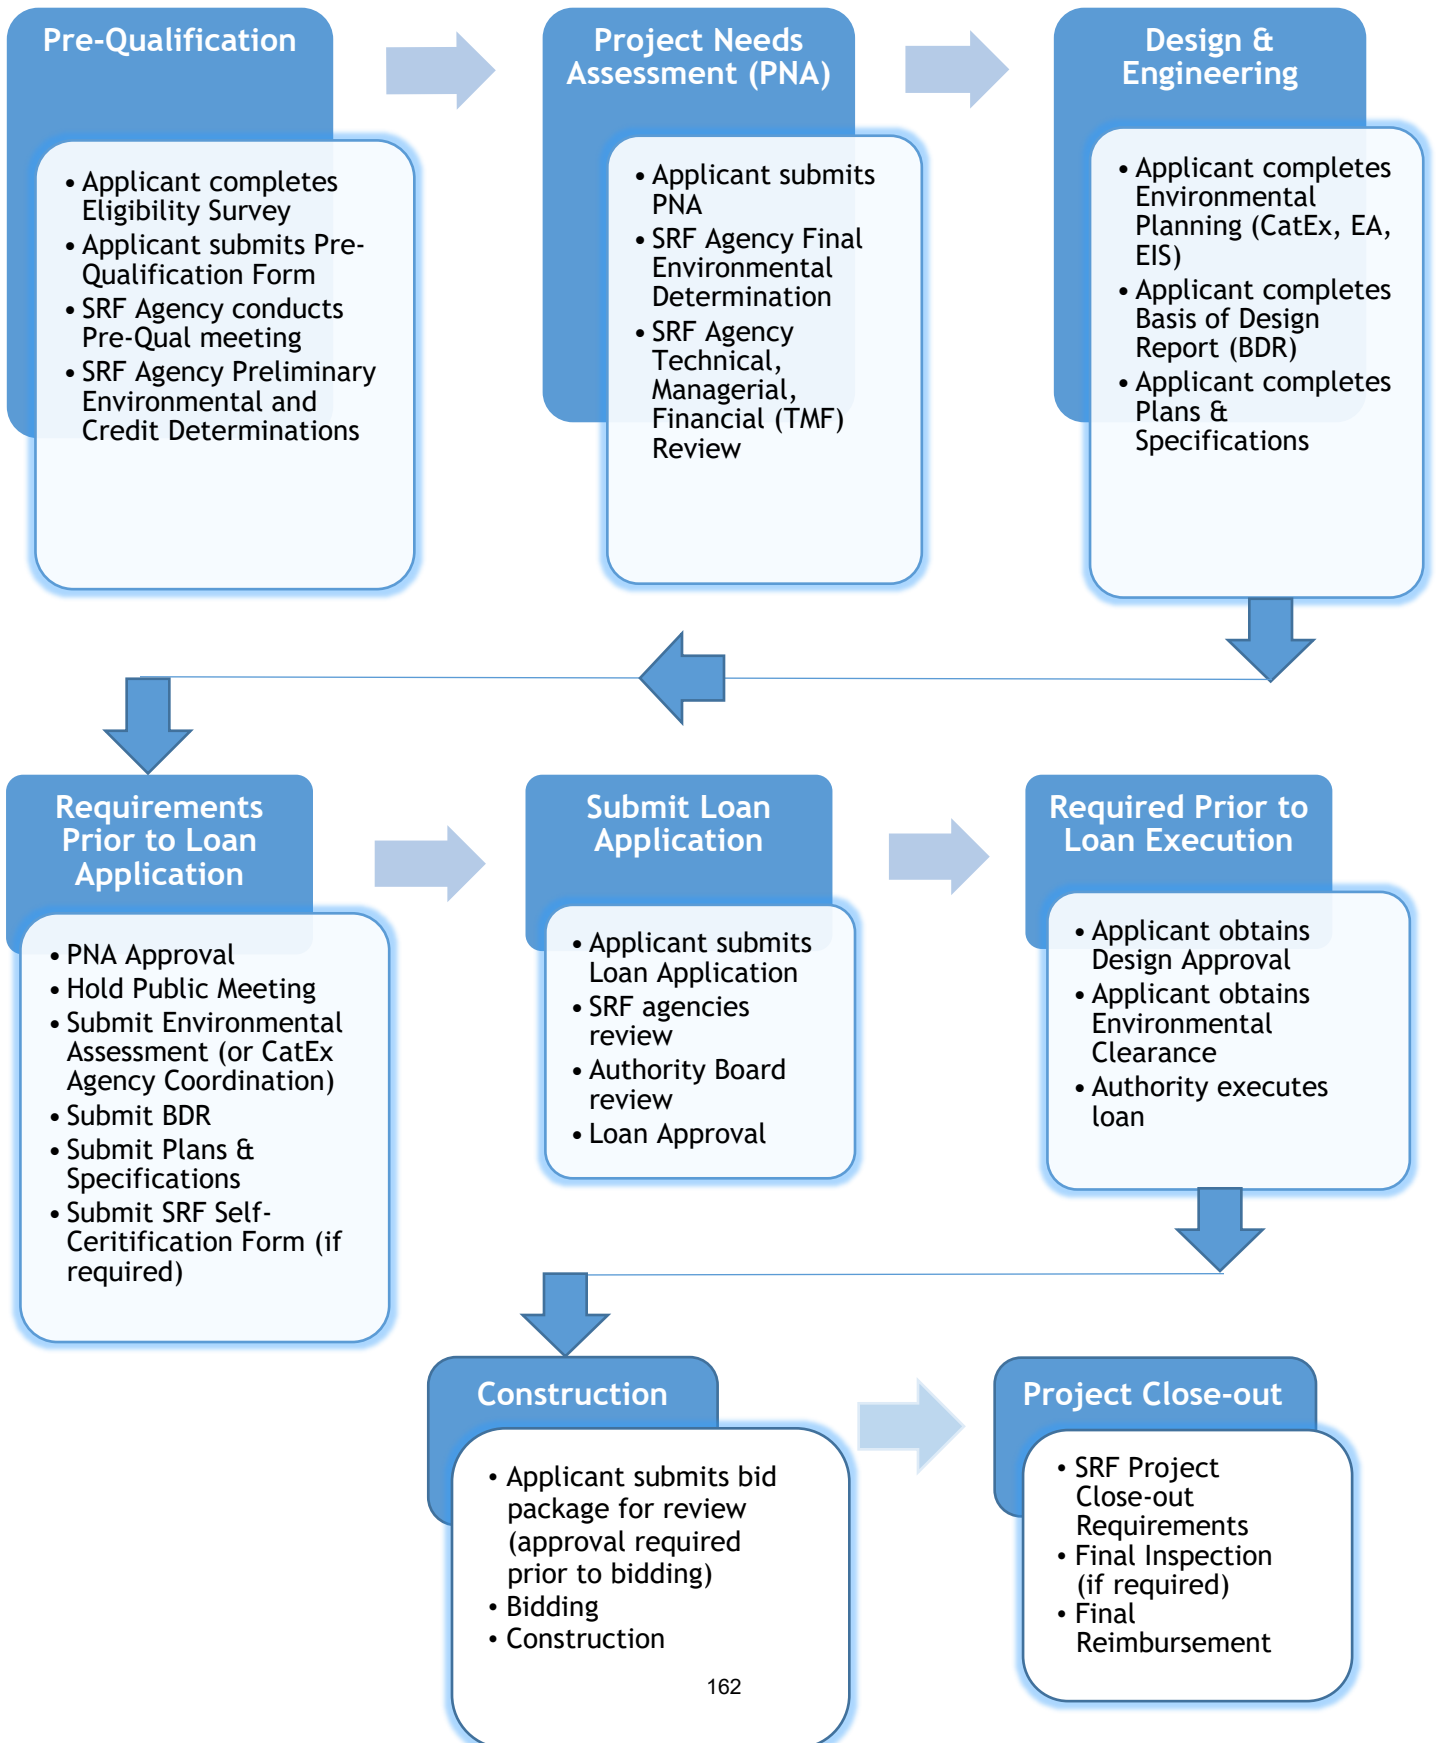 Pre-Qualification
• Applicant completes
Eligibility Survey
• Applicant submits Pre-
Qualification Form
• SRF Agency conducts
Pre-Qual meeting
• SRF Agency Preliminary
Environmental and
Credit Determinations
Project Needs
Assessment (PNA)
• Applicant submits
PNA
• SRF Agency Final
Environmental
Determination
• SRF Agency
Technical,
Managerial,
Financial (TMF)
Review
Design &
Engineering
• Applicant completes
Environmental
Planning (CatEx, EA,
EIS)
• Applicant completes
Basis of Design
Report (BDR)
• Applicant completes
Plans &
Specifications
Requirements
Prior to Loan
Application
• PNA Approval
• Hold Public Meeting
• Submit Environmental
Assessment (or CatEx
Agency Coordination)
• Submit BDR
• Submit Plans &
Specifications
• Submit SRF Self-
Ceritification Form (if
required)
Submit Loan
Application
• Applicant submits
Loan Application
• SRF agencies
review
• Authority Board
review
• Loan Approval
Required Prior to
Loan Execution
• Applicant obtains
Design Approval
• Applicant obtains
Environmental
Clearance
• Authority executes
loan
Construction
• Applicant submits bid
package for review
(approval required
prior to bidding)
• Bidding
• Construction
Project Close-out
• SRF Project
Close-out
Requirements
• Final Inspection
(if required)
• Final
Reimbursement
162